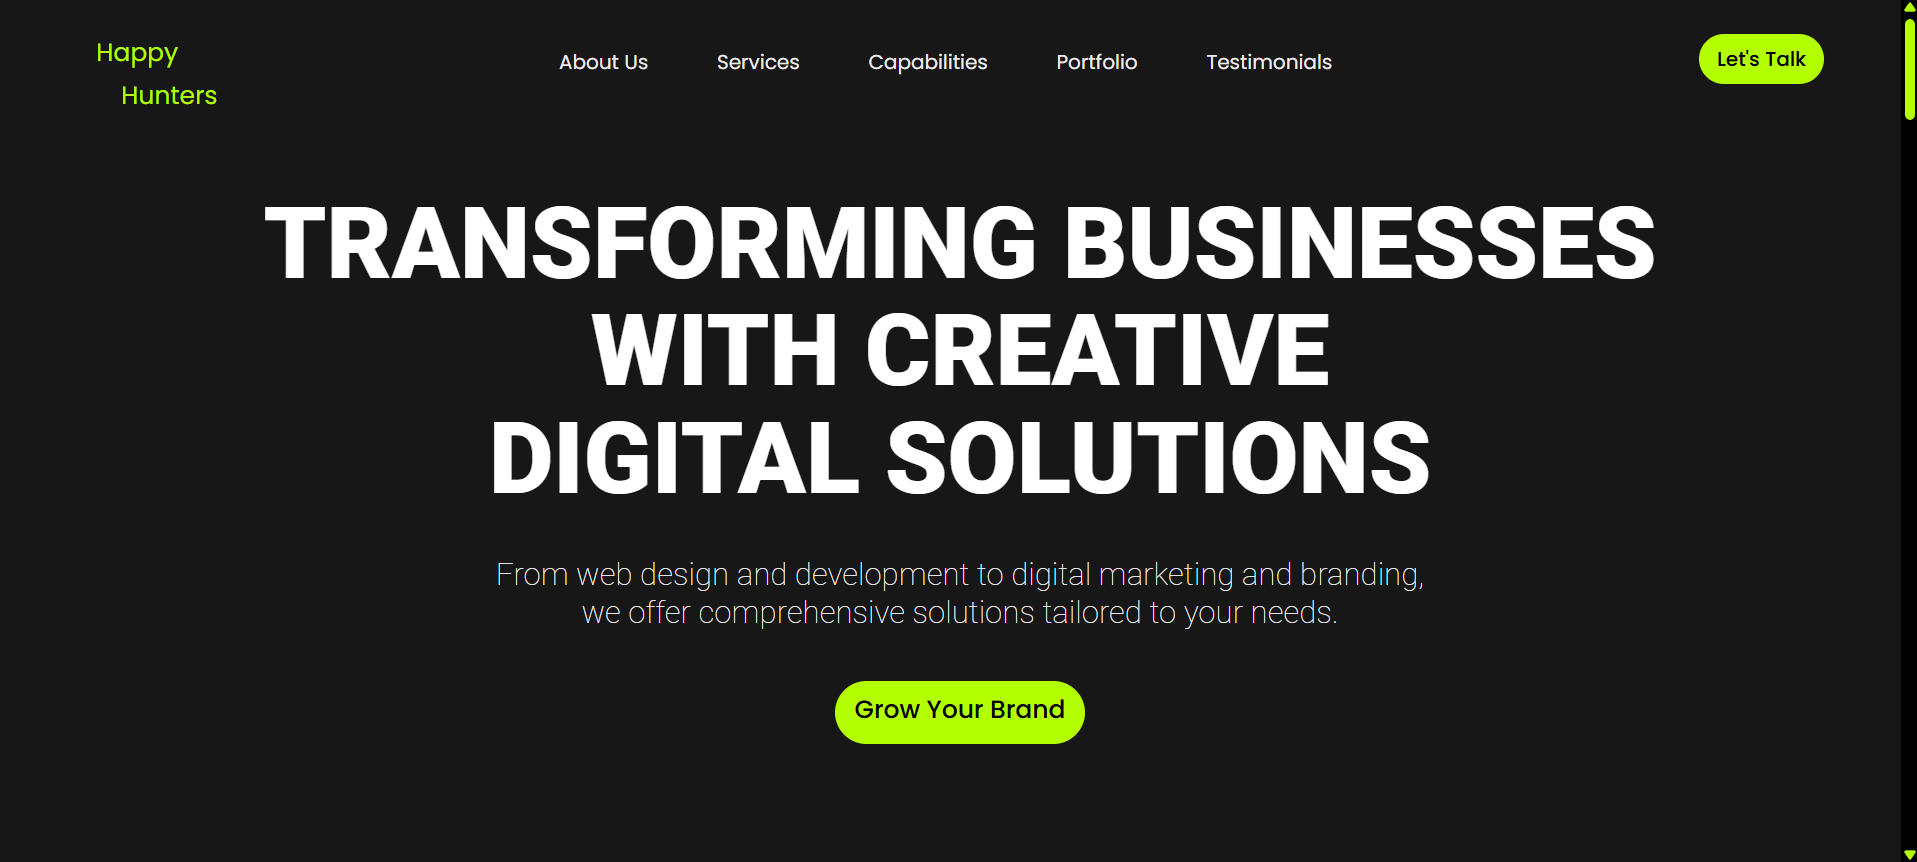 Happy
Hunters
About Us
Services
Capabilities
Portfolio
Testimonials
Let's Talk
TRANSFORMING BUSINESSES
WITH CREATIVE
DIGITAL SOLUTIONS
From web design and development to digital marketing and branding,
we offer comprehensive solutions tailored to your needs.
Grow Your Brand